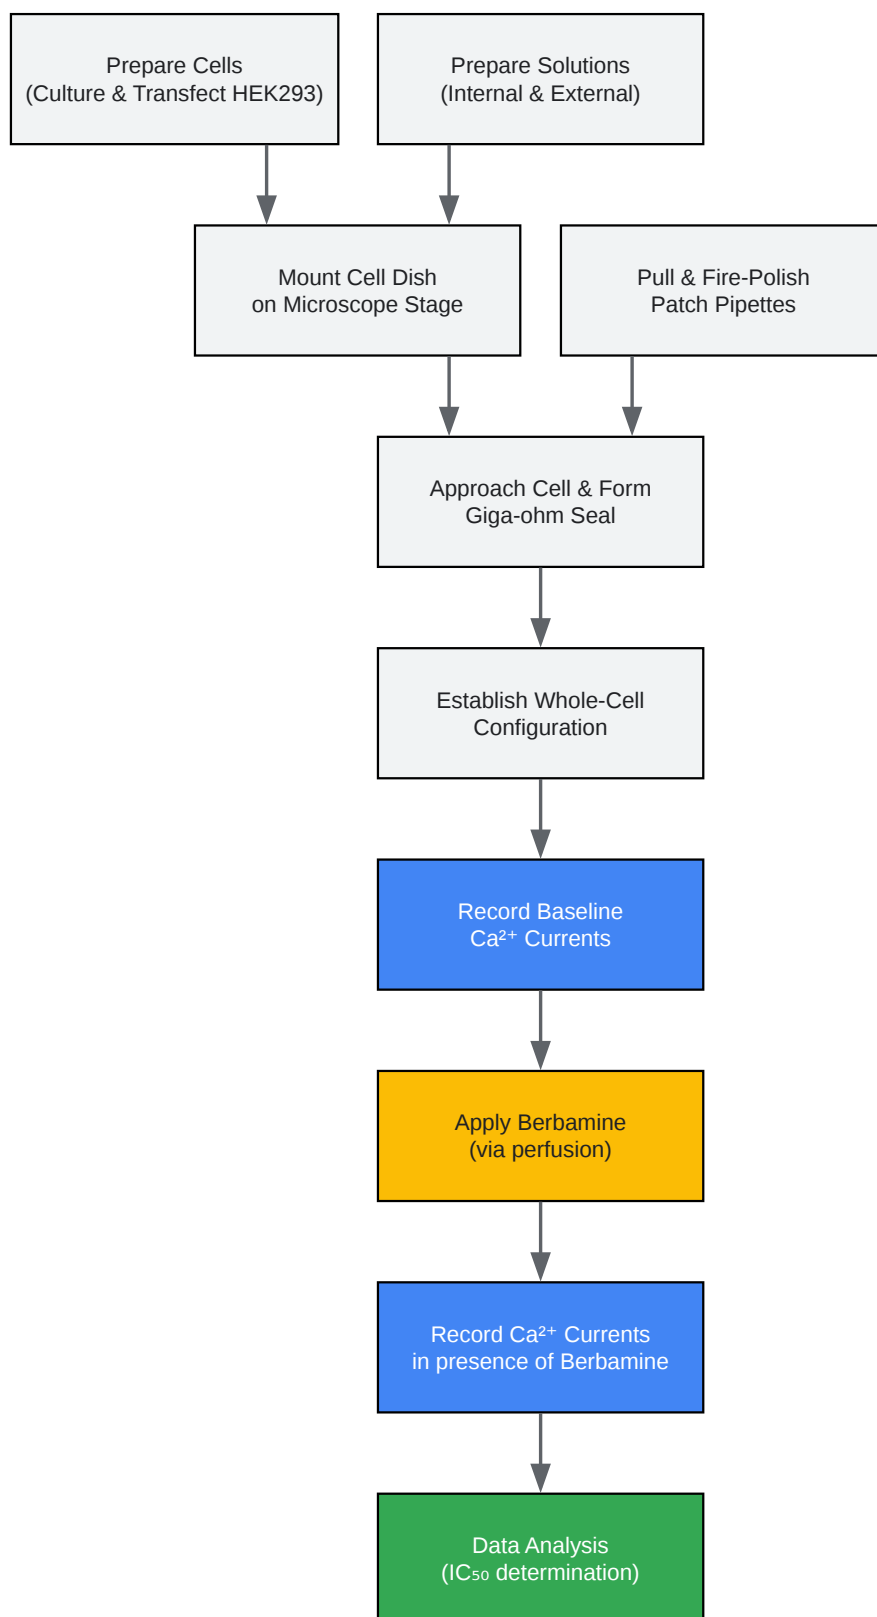 Prepare Cells
(Culture & Transfect HEK293)
Prepare Solutions
(Internal & External)
Mount Cell Dish
on Microscope Stage
Pull & Fire-Polish
Patch Pipettes
Approach Cell & Form
Giga-ohm Seal
Establish Whole-Cell
Configuration
Record Baseline
Ca²⁺ Currents
Apply Berbamine
(via perfusion)
Record Ca²⁺ Currents
in presence of Berbamine
Data Analysis
(IC₅₀ determination)